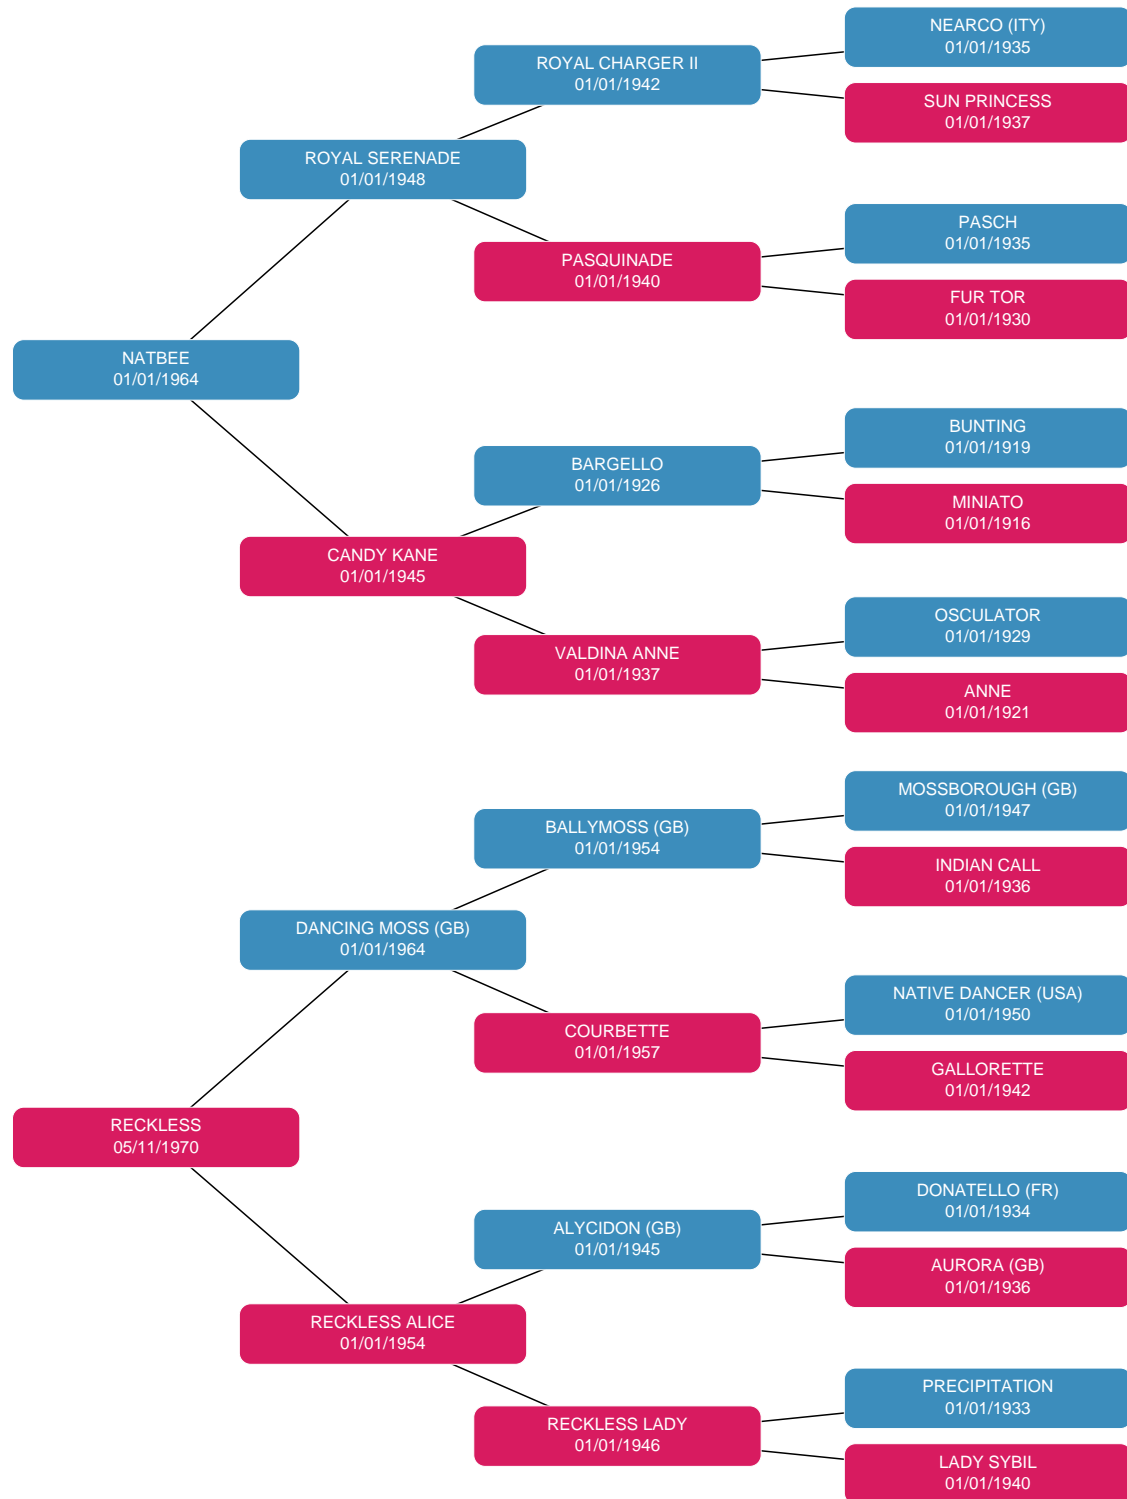 NEARCO (ITY)
01/01/1935
ROYAL CHARGER II
01/01/1942
SUN PRINCESS
01/01/1937
ROYAL SERENADE
01/01/1948
PASCH
01/01/1935
PASQUINADE
01/01/1940
FUR TOR
01/01/1930
NATBEE
01/01/1964
BUNTING
01/01/1919
BARGELLO
01/01/1926
MINIATO
01/01/1916
CANDY KANE
01/01/1945
OSCULATOR
01/01/1929
VALDINA ANNE
01/01/1937
ANNE
01/01/1921
MOSSBOROUGH (GB)
01/01/1947
BALLYMOSS (GB)
01/01/1954
INDIAN CALL
01/01/1936
DANCING MOSS (GB)
01/01/1964
NATIVE DANCER (USA)
01/01/1950
COURBETTE
01/01/1957
GALLORETTE
01/01/1942
RECKLESS
05/11/1970
DONATELLO (FR)
01/01/1934
ALYCIDON (GB)
01/01/1945
AURORA (GB)
01/01/1936
RECKLESS ALICE
01/01/1954
PRECIPITATION
01/01/1933
RECKLESS LADY
01/01/1946
LADY SYBIL
01/01/1940